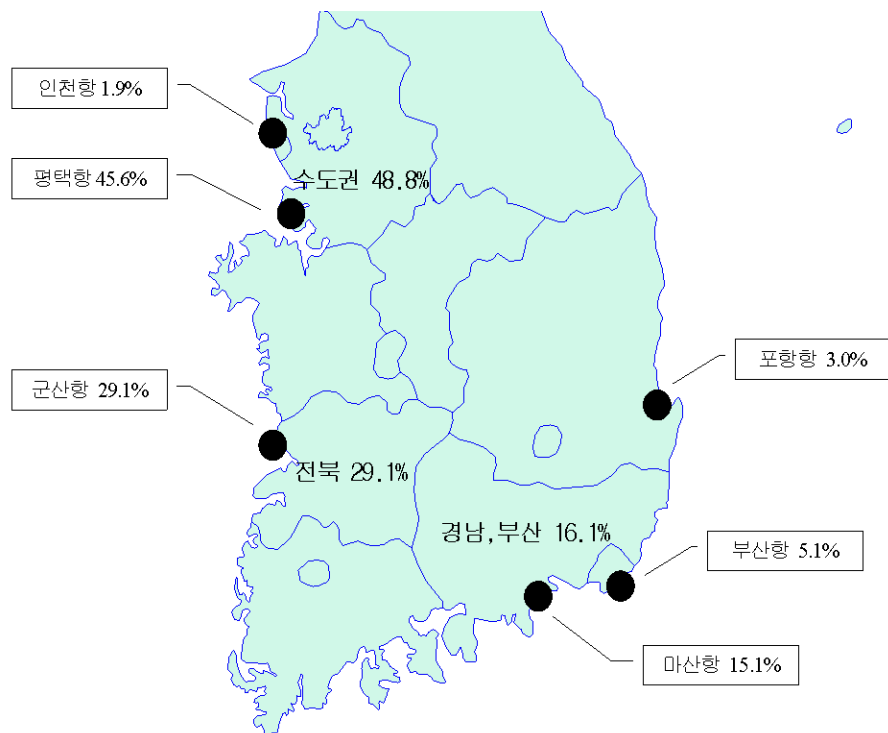 인천항 1.9%
평택항 45.6%
수도권 48.8%
포항항 3.0%
군산항 29.1%
전북 29.1%
경남,부산 16.1%
부산항 5.1%
마산항 15.1%